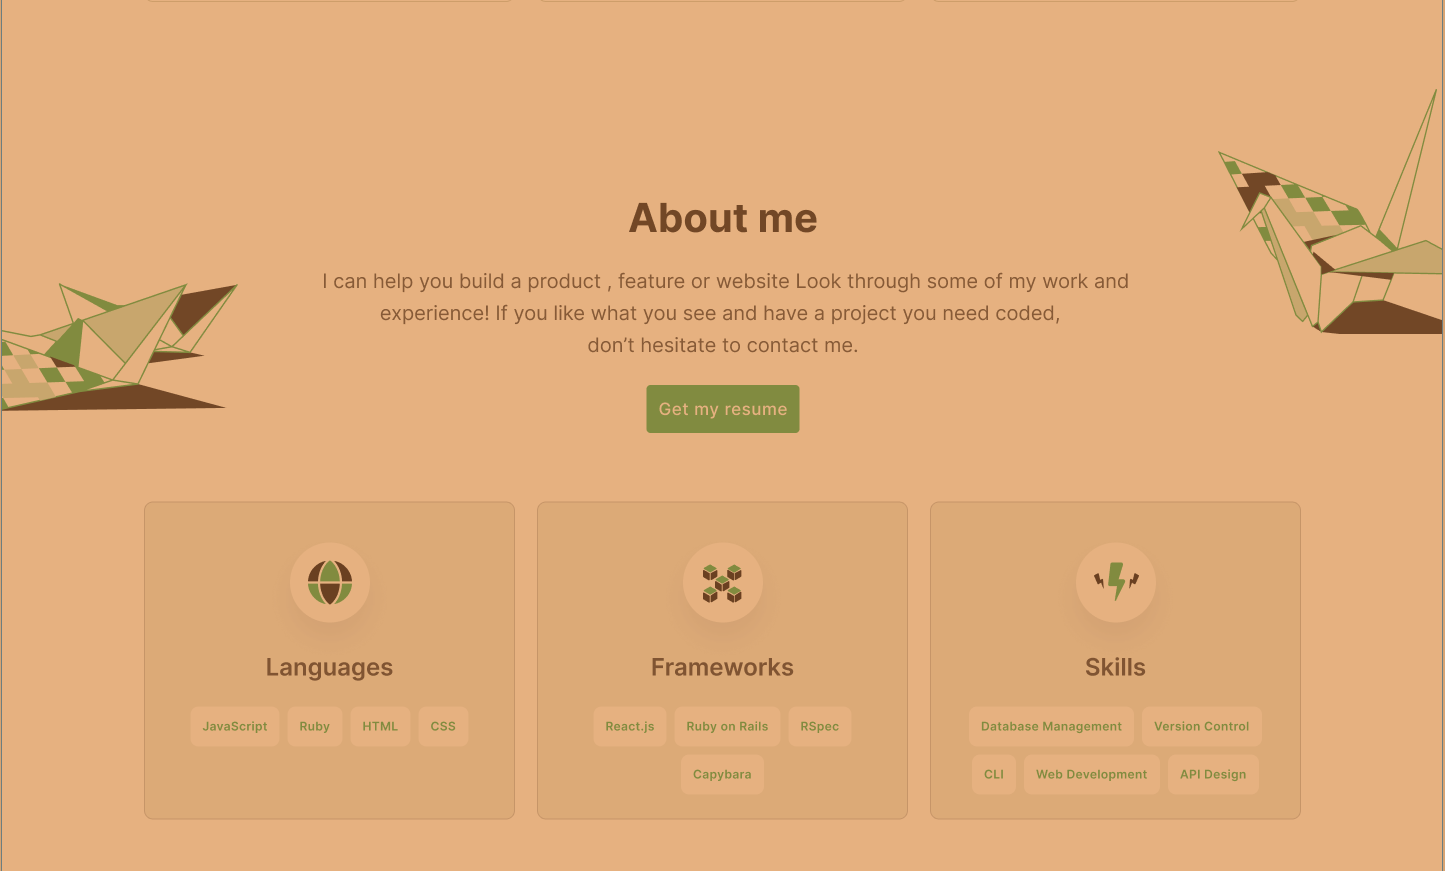 About me
I can help you build a product , feature or website Look through some of my work and
experience! If you like what you see and have a project you need coded,
don’t hesitate to contact me.
Get my resume
Languages
JavaScript Ruby HTML CSS
Frameworks
React.js Ruby on Rails RSpec
Capybara
Skills
Database Management Version Control
CLI Web Development API Design